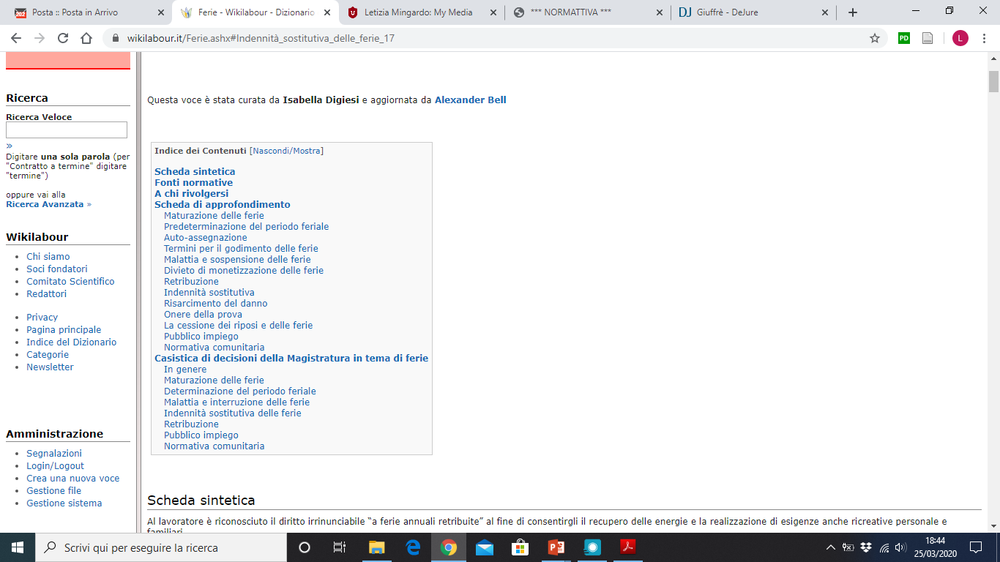 202 Posta :: Posta in Arrivo
Ferie - Wikilabour - Dizionario
Letizia Mingardo: My Media
*** NORMATTIVA ***
DJ Giuffrè - DeJure
wikilabour.it/Ferie.ashx#Indennità_sostitutiva_delle_ferie_17
PD
L
Ricerca
Ricerca Veloce
»
Digitare una sola parola (per
"Contratto a termine" digitare
"termine")
oppure vai alla
Ricerca Avanzata »
Wikilabour
Chi siamo
Soci fondatori
Comitato Scientifico
Redattori
Privacy
Pagina principale
Indice del Dizionario
Categorie
Newsletter
Amministrazione
Segnalazioni
Login/Logout
Crea una nuova voce
Gestione file
Gestione sistema
Questa voce è stata curata da Isabella Digiesi e aggiornata da Alexander Bell
Indice dei Contenuti [Nascondi/Mostra]
Scheda sintetica
Fonti normative
A chi rivolgersi
Scheda di approfondimento
Maturazione delle ferie
Predeterminazione del periodo feriale
Auto-assegnazione
Termini per il godimento delle ferie
Malattia e sospensione delle ferie
Divieto di monetizzazione delle ferie
Retribuzione
Indennità sostitutiva
Risarcimento del danno
Onere della prova
La cessione dei riposi e delle ferie
Pubblico impiego
Normativa comunitaria
Casistica di decisioni della Magistratura in tema di ferie
In genere
Maturazione delle ferie
Determinazione del periodo feriale
Malattia e interruzione delle ferie
Indennità sostitutiva delle ferie
Retribuzione
Pubblico impiego
Normativa comunitaria
Scheda sintetica
Al lavoratore è riconosciuto il diritto irrinunciabile “a ferie annuali retribuite” al fine di consentirgli il recupero delle energie e la realizzazione di esigenze anche ricreative personale e
familiari
Scrivi qui per eseguire la ricerca
18:44
25/03/2020